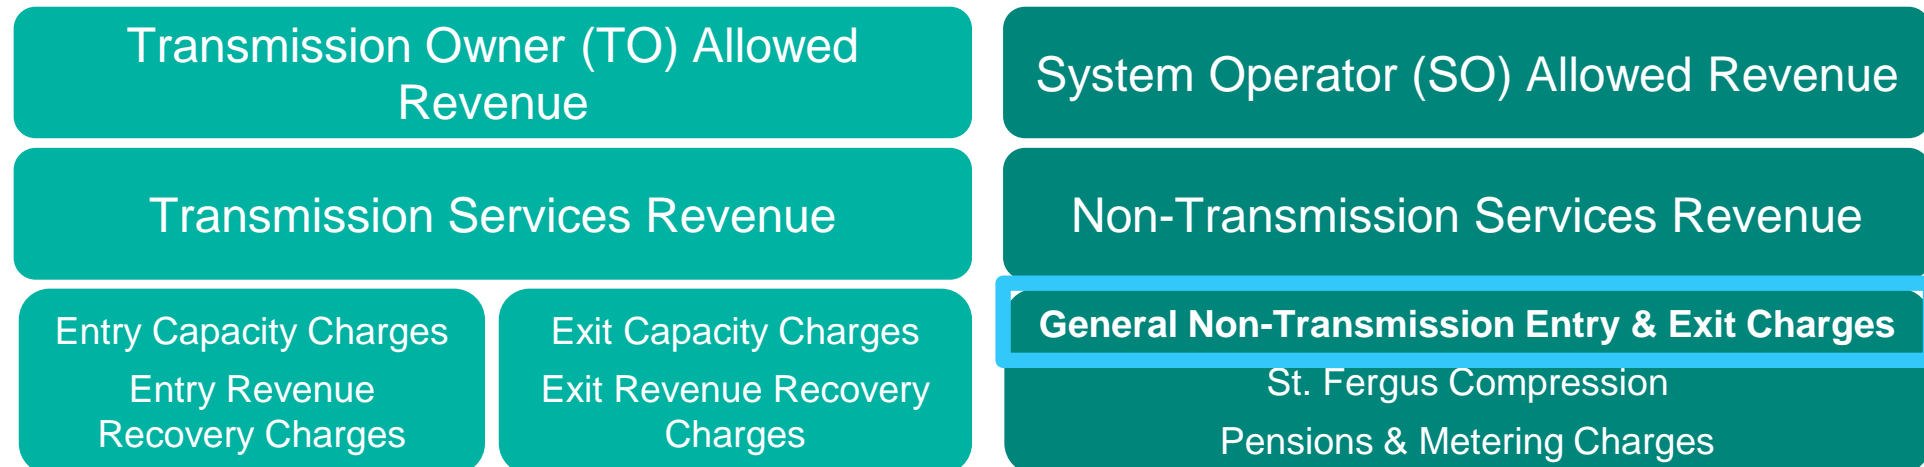 Transmission Owner (TO) Allowed
Revenue
System Operator (SO) Allowed Revenue
Transmission Services Revenue
Non-Transmission Services Revenue
Entry Capacity Charges
Entry Revenue
Recovery Charges
Exit Capacity Charges
Exit Revenue Recovery
Charges
General Non-Transmission Entry & Exit Charges
St. Fergus Compression
Pensions & Metering Charges